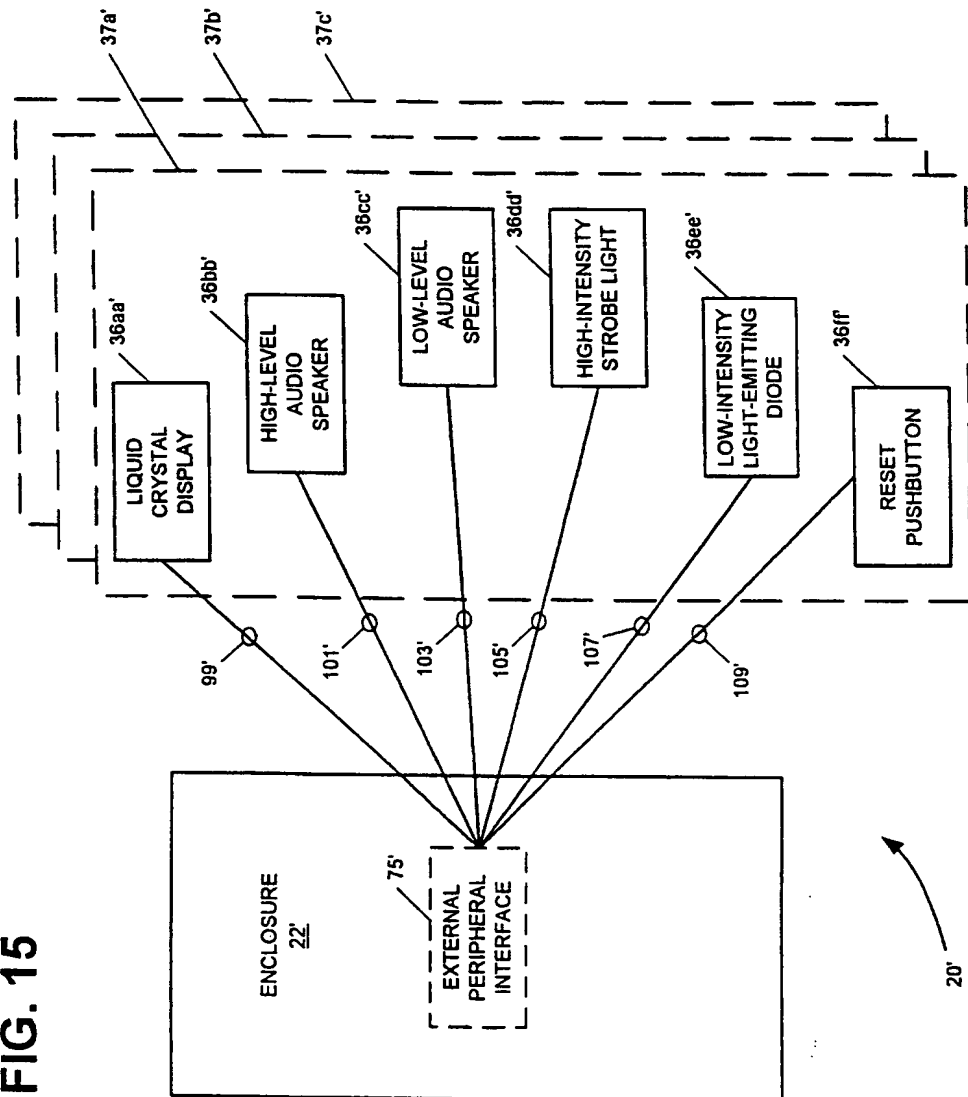 FIG. 15
ENCLOSURE
22'
75'
EXTERNAL
PERIPHERAL
INTERFACE
20'
99'
101'
103'
105'
107'
109'
37a'
37b'
37c'
36aa'
LIQUID
CRYSTAL
DISPLAY
36bb'
HIGH-LEVEL
AUDIO
SPEAKER
36cc'
LOW-LEVEL
AUDIO
SPEAKER
36dd'
HIGH-INTENSITY
STROBE LIGHT
36ee'
LOW-INTENSITY
LIGHT-EMITTING
DIODE
36ff'
RESET
PUSHBUTTON